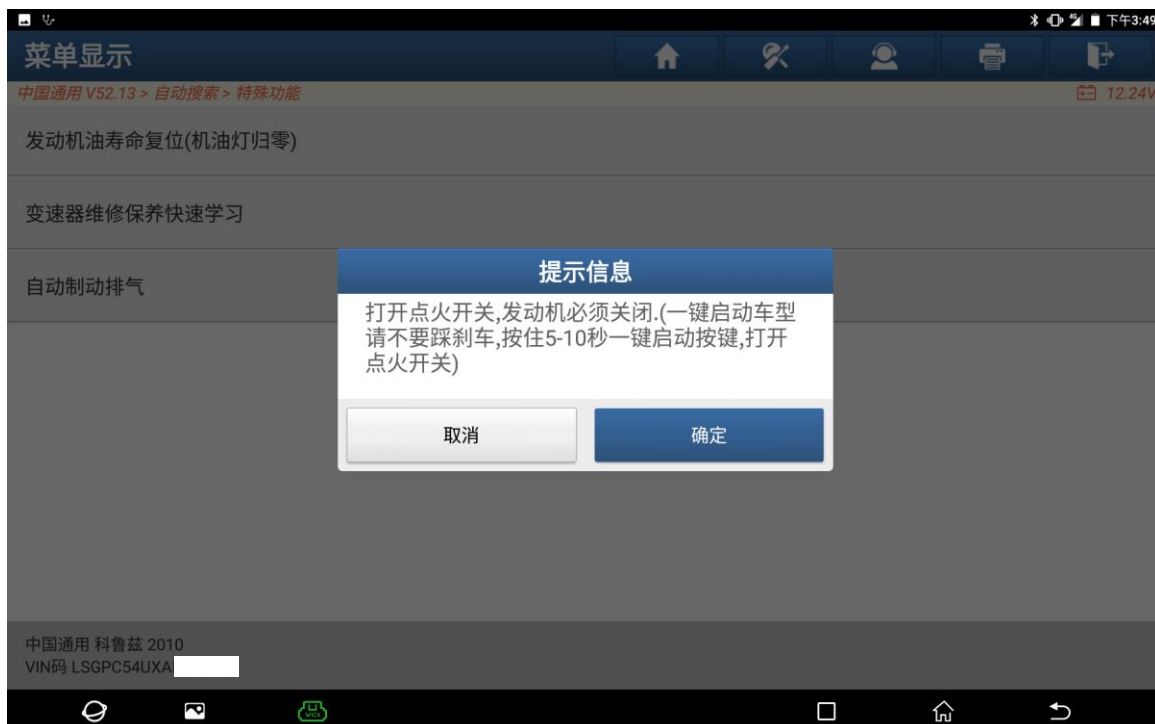 下午3:49
菜单显示
中国通用 V52.13 > 自动搜索 > 特殊功能
12.24V
发动机油寿命复位(机油灯归零)
变速器维修保养快速学习
自动制动排气
提示信息
打开点火开关,发动机必须关闭.(一键启动车型
请不要踩刹车,按住5-10秒一键启动按键,打开
点火开关)
取消
确定
中国通用 科鲁兹 2010
VIN码 LSGPC54UXA
VCI